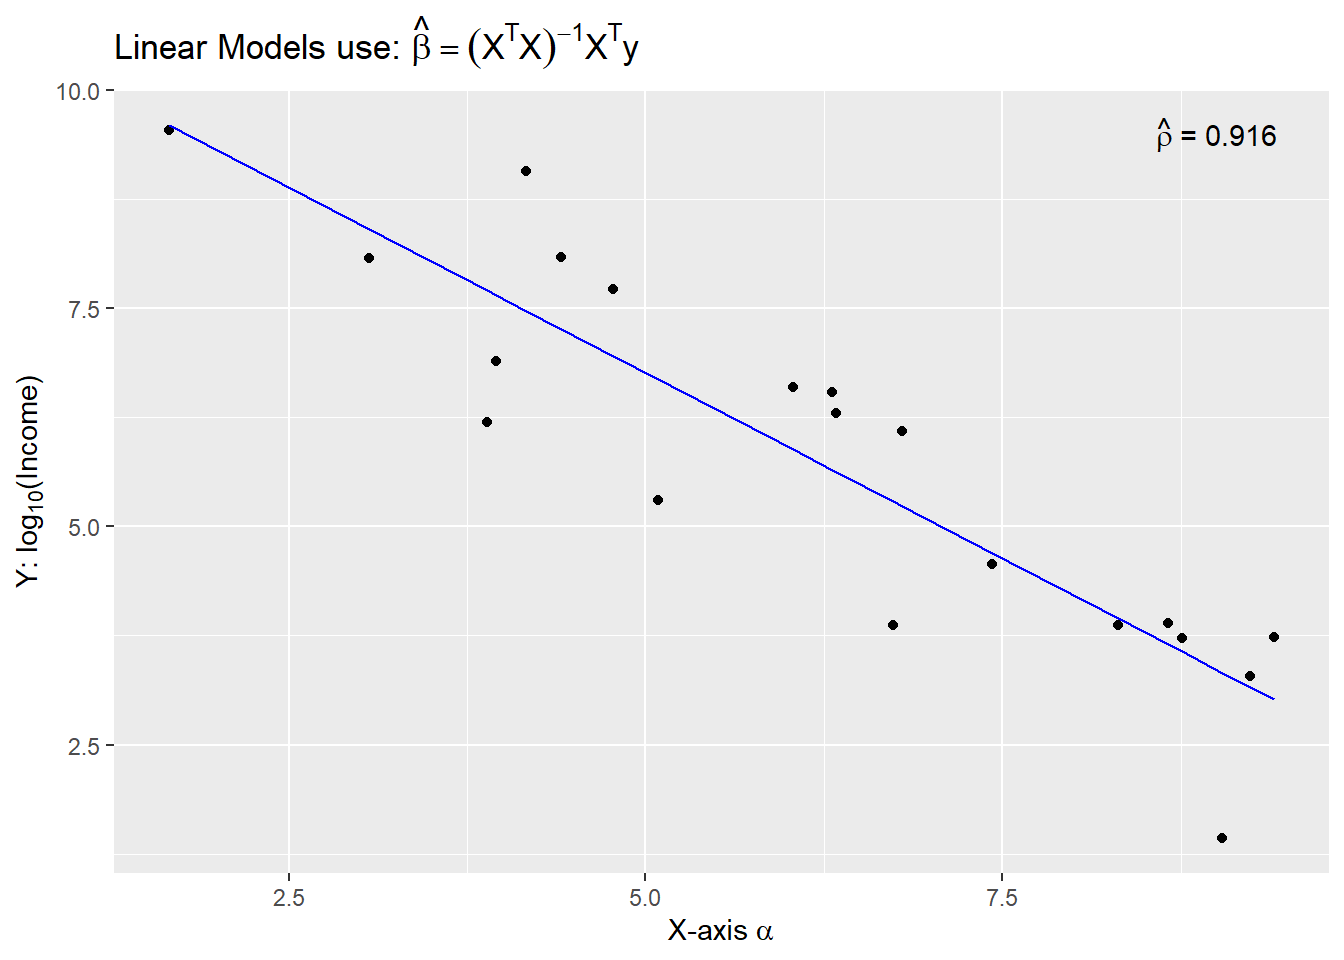 Linear Models use: β̂ = (XᵀX)⁻¹Xᵀy
ρ̂ = 0.916
10.0
7.5
5.0
2.5
Y: log₁₀(Income)
2.5 5.0 7.5
X-axis α